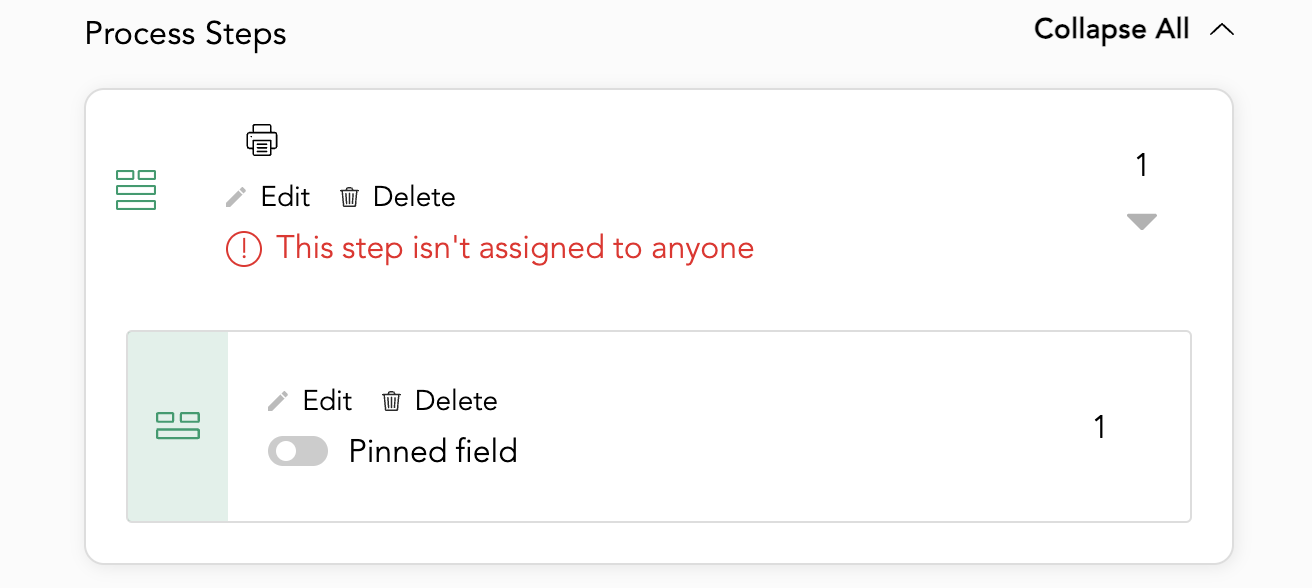 Process Steps
Collapse All
1
Edit Delete
This step isn't assigned to anyone
Edit Delete
Pinned field
1